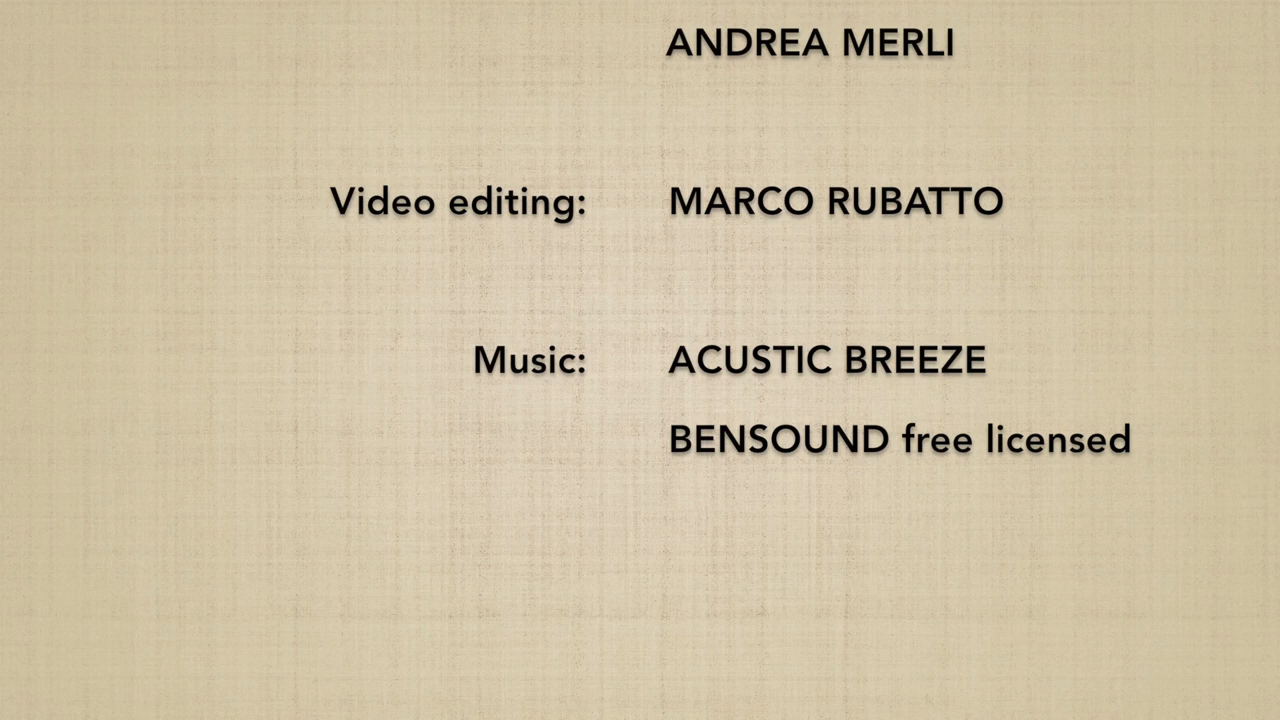 ANDREA MERLI
Video editing: MARCO RUBATTO
Music: ACUSTIC BREEZE
BENSOUND free licensed